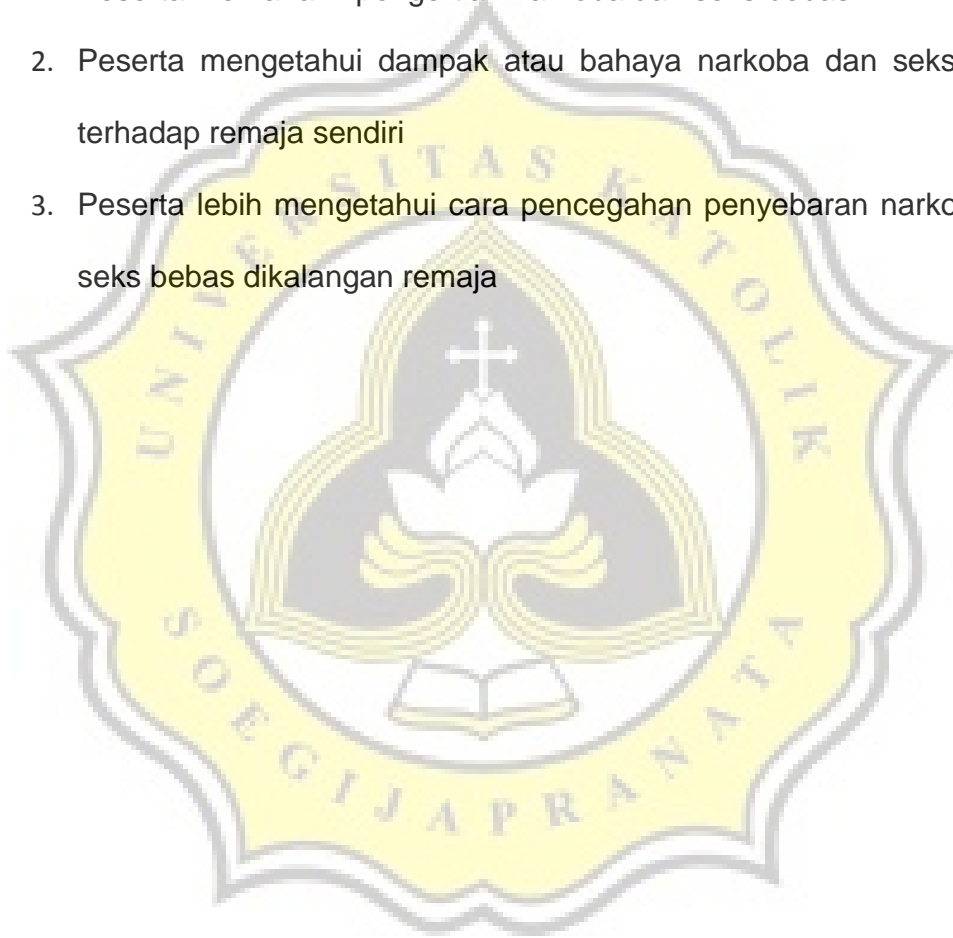 2. Peserta mengetahui dampak atau bahaya narkoba dan seks
terhadap remaja sendiri
3. Peserta lebih mengetahui cara pencegahan penyebaran narko
seks bebas dikalangan remaja
UNIVERSITAS KATOLIK
SOEGIJAPRANATA